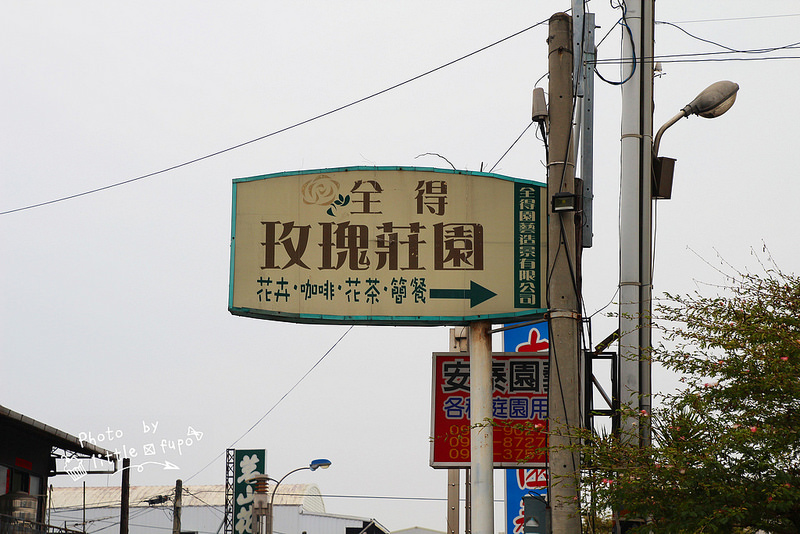 全得
玫瑰莊園
花卉·咖啡·花茶·簡餐
全得園藝造景有限公司
安泰園
各種庭園用
Photo by
little fupo